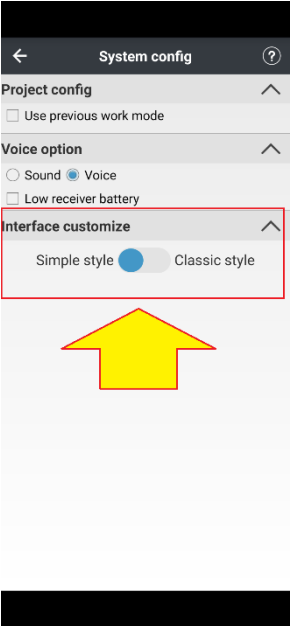 System config ?
Project config
Use previous work mode
Voice option
Sound Voice
Low receiver battery
Interface customize
Simple style Classic style